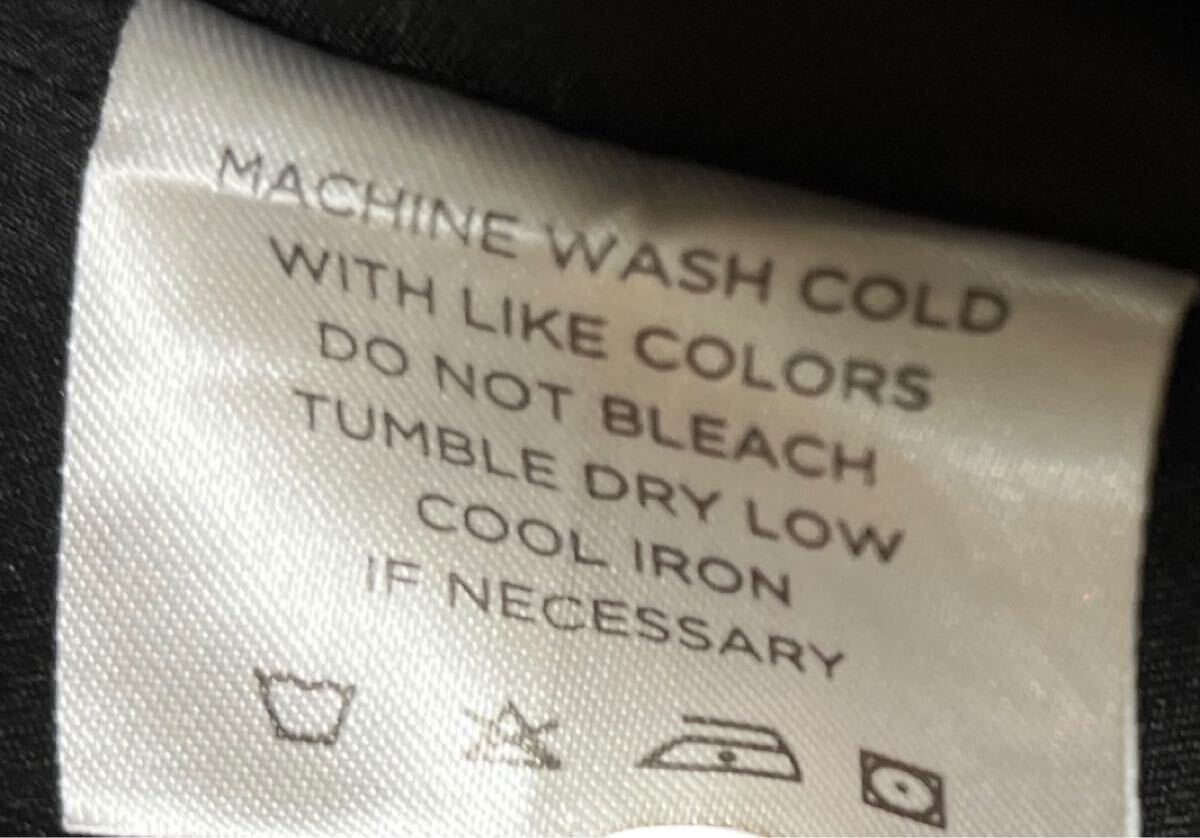 MACHINE WASH COLD
WITH LIKE COLORS
DO NOT BLEACH
TUMBLE DRY LOW
COOL IRON
IF NECESSARY